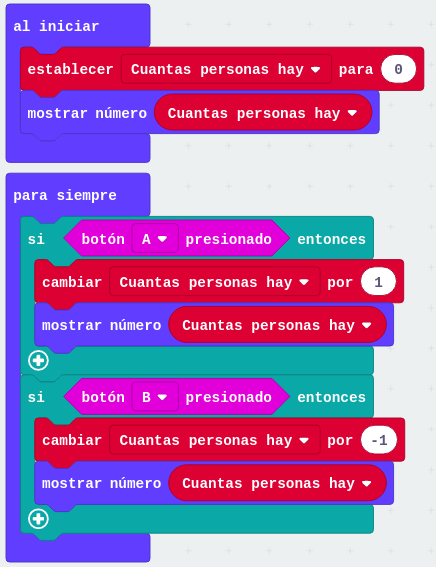 al iniciar
establecer Cuantas personas hay para 0
mostrar número Cuantas personas hay
para siempre
si botón A presionado entonces
cambiar Cuantas personas hay por 1
mostrar número Cuantas personas hay
si botón B presionado entonces
cambiar Cuantas personas hay por -1
mostrar número Cuantas personas hay